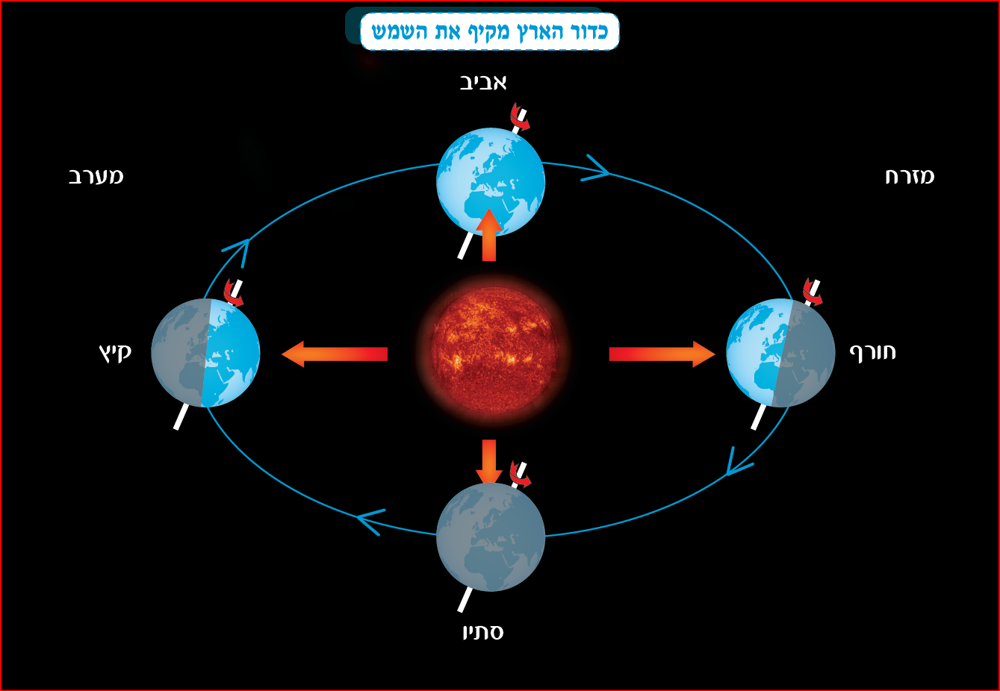 כדור הארץ מקיף את השמש
אביב
מזרח
מערב
חורף
קיץ
סתיו